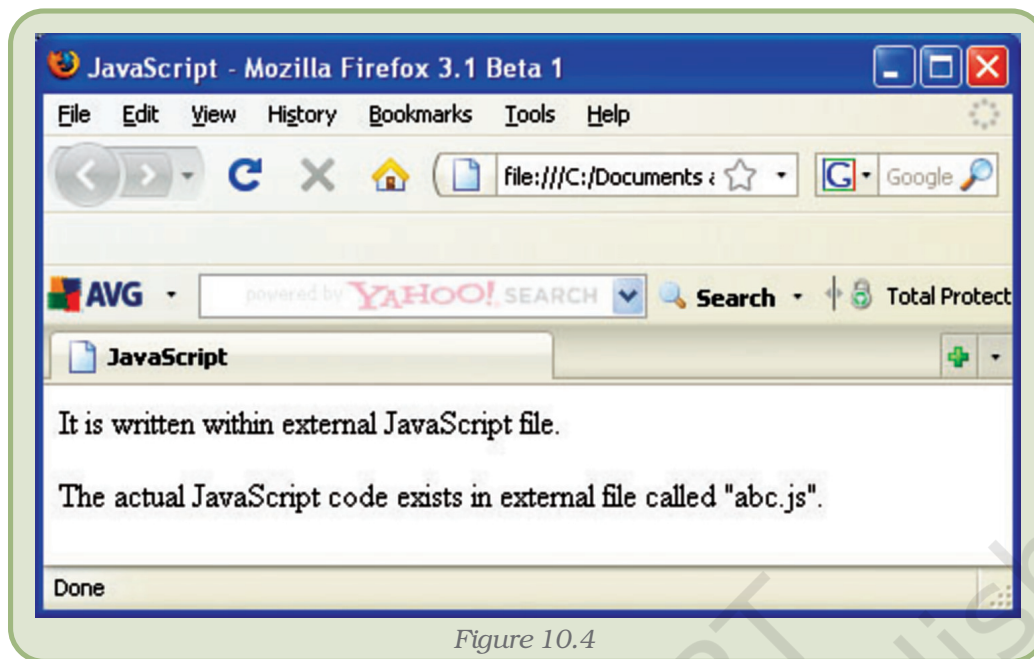 JavaScript - Mozilla Firefox 3.1 Beta 1
File Edit View History Bookmarks Tools Help
file:///C:/Documents a G Google
AVG powered by YAHOO! SEARCH Search Total Protect
JavaScript
It is written within external JavaScript file.
The actual JavaScript code exists in external file called "abc.js".
Done
Figure 10.4